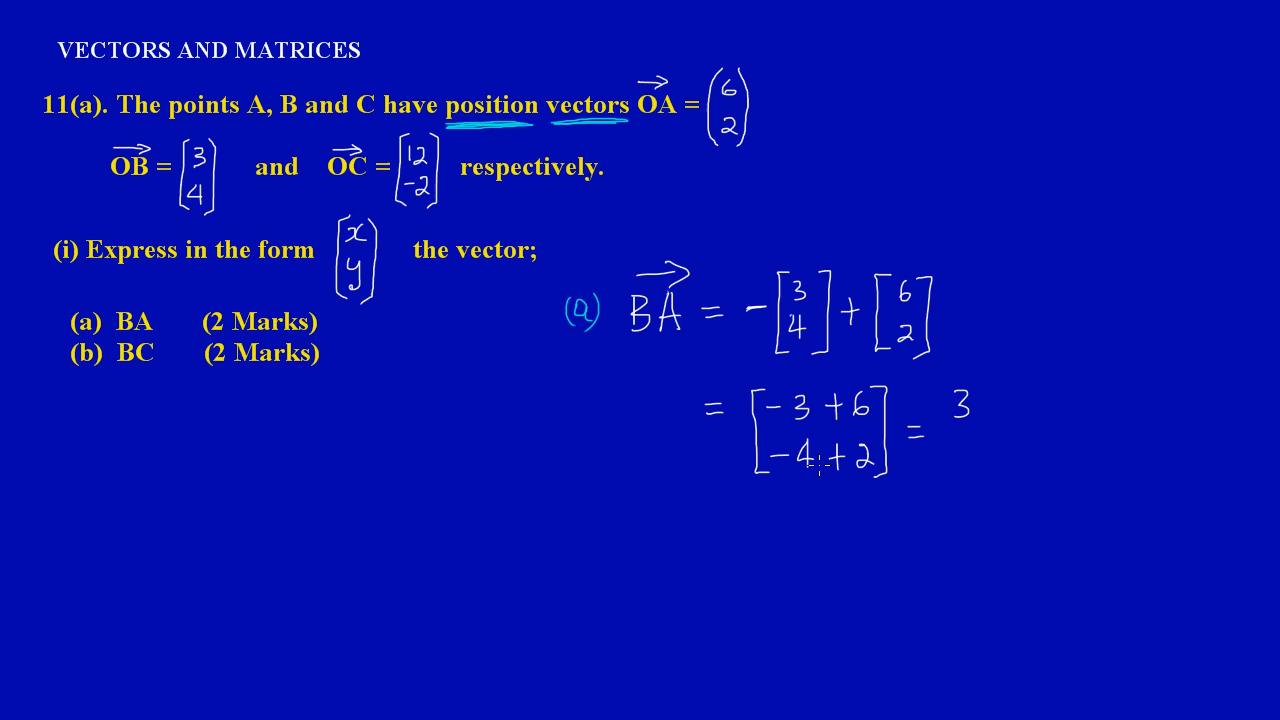 VECTORS AND MATRICES
11(a). The points A, B and C have position vectors OA = (6 2)
OB = [3 4] and OC = [12 -2] respectively.
(i) Express in the form [x y] the vector;
(a) BA (2 Marks)
(b) BC (2 Marks)
(a) BA = -[3 4] + [6 2]
= [-3+6 -4+2] = 3